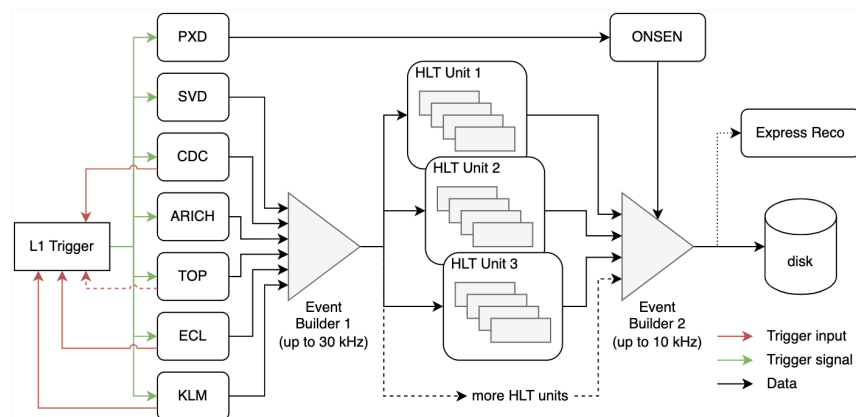 PXD
ONSEN
HLT Unit 1
SVD
Express Reco
CDC
HLT Unit 2
ARICH
L1 Trigger
TOP
HLT Unit 3
disk
Event
Builder 1
(up to 30 kHz)
Event
Builder 2
(up to 10 kHz)
ECL
KLM
more HLT units
Trigger input
Trigger signal
Data